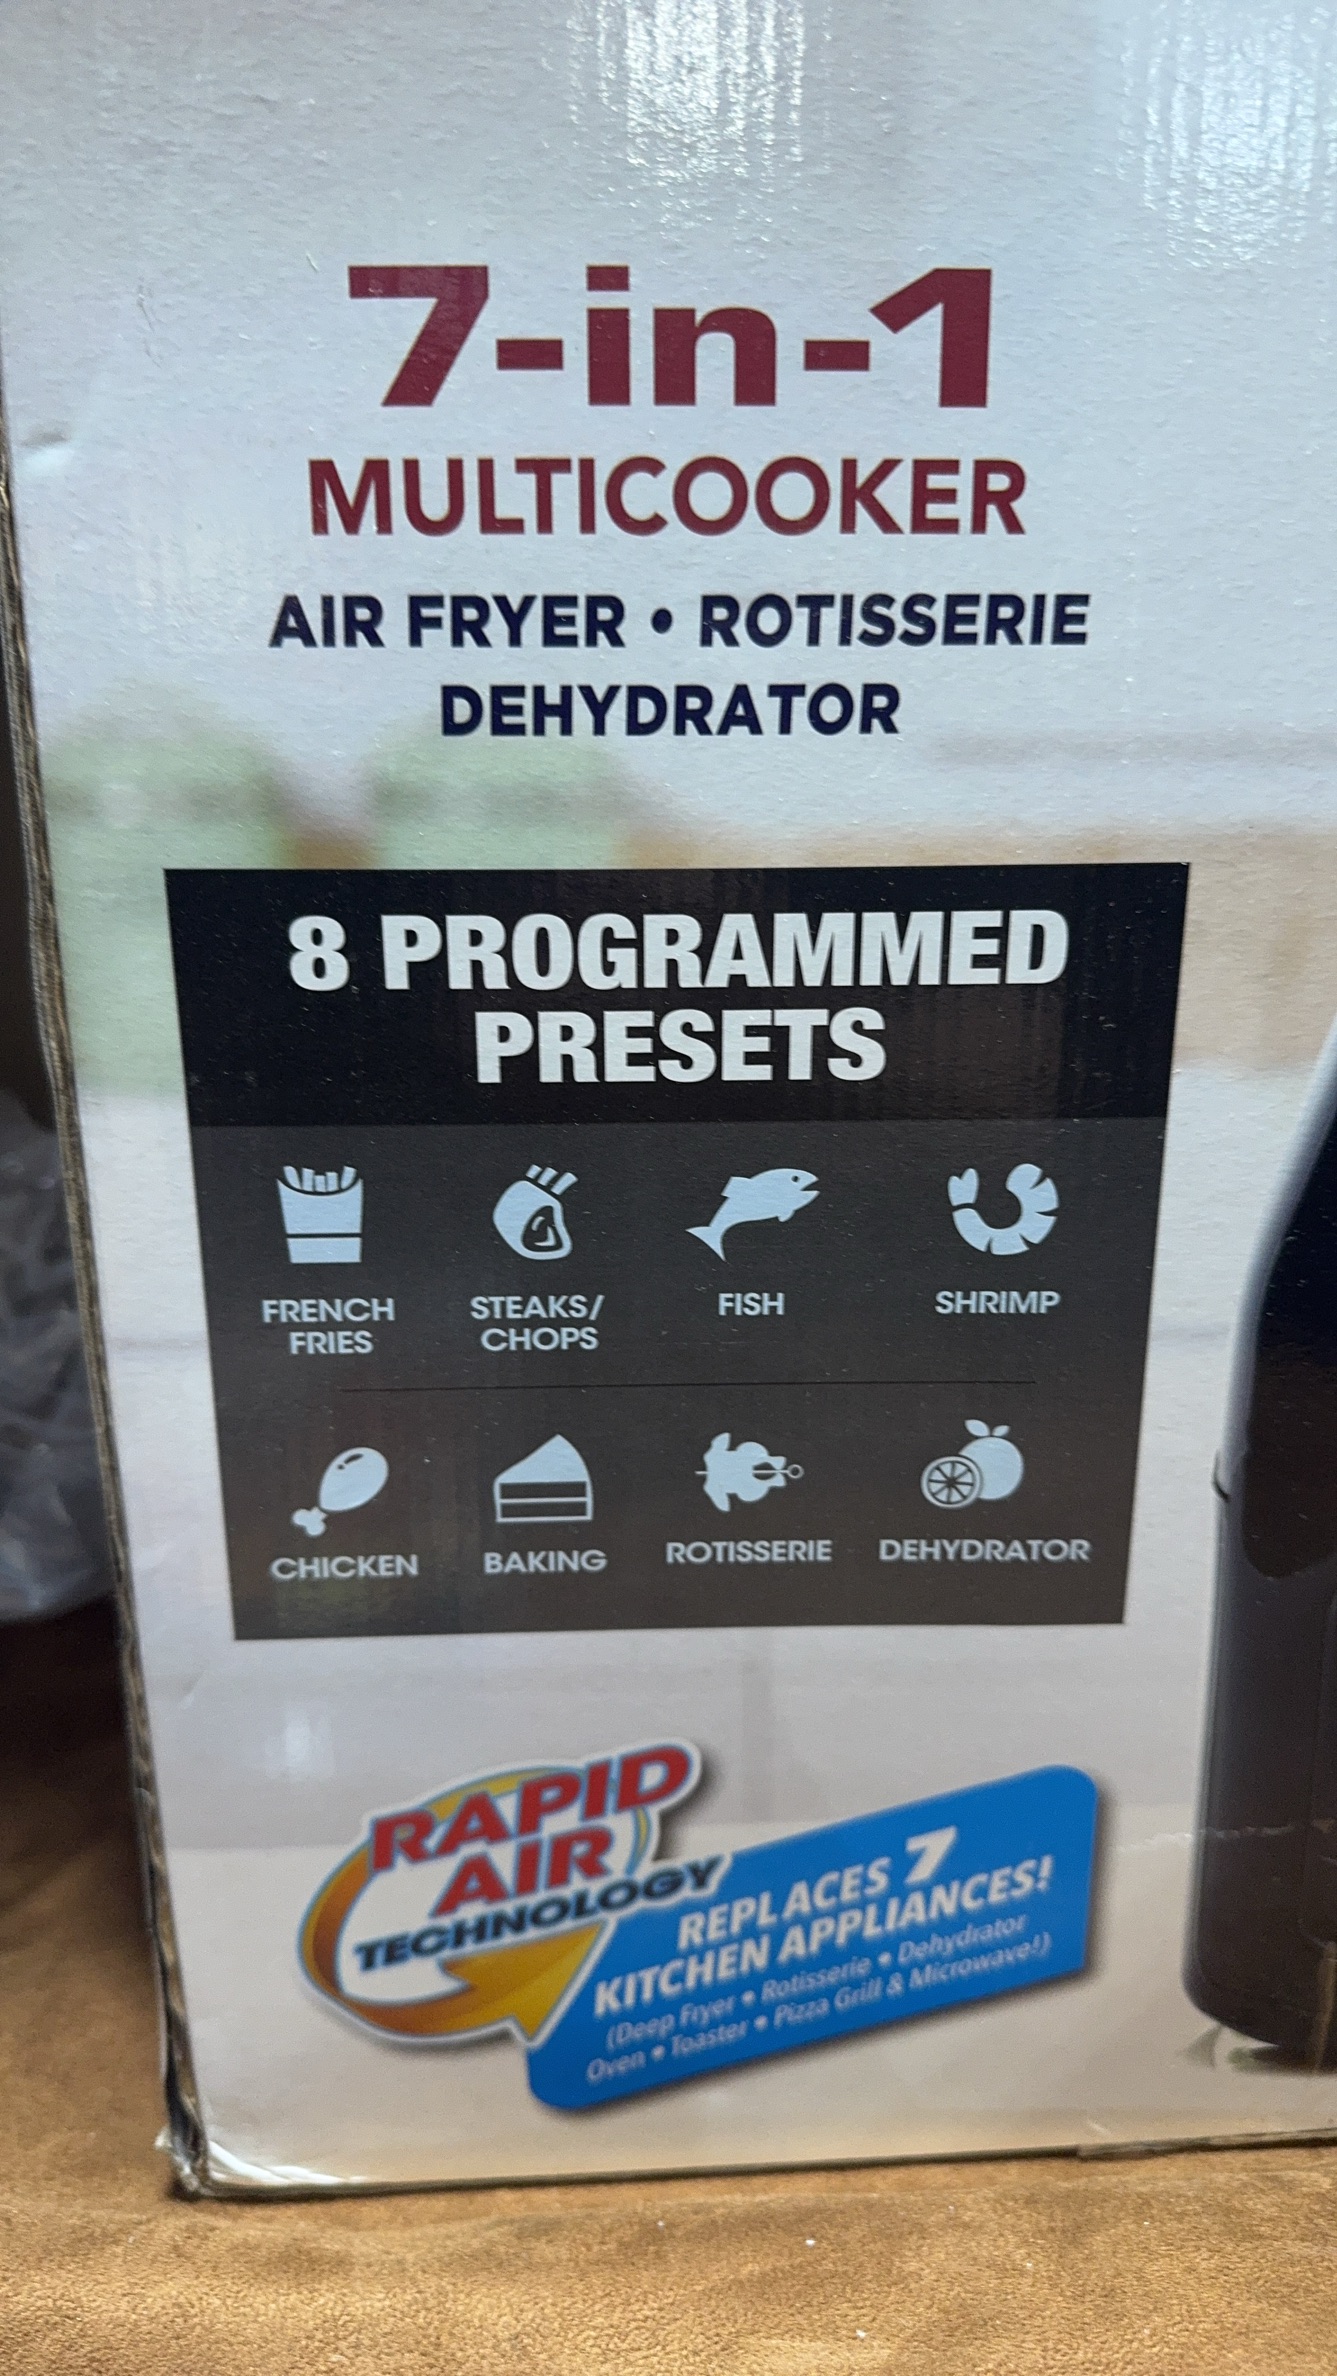 7-in-1
MULTICOOKER
AIR FRYER • ROTISSERIE
DEHYDRATOR
8 PROGRAMMED
PRESETS
FRENCH
FRIES
STEAKS/
CHOPS
FISH
SHRIMP
CHICKEN
BAKING
ROTISSERIE
DEHYDRATOR
RAPID
AIR
TECHNOLOGY
REPLACES 7
KITCHEN APPLIANCES!
(Deep Fryer • Rotisserie • Dehydrator
Oven • Toaster • Pizza Grill & Microwave!)